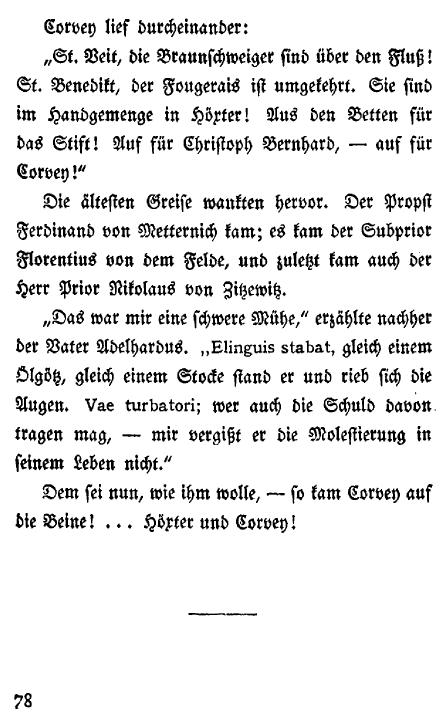 Corvey lief durcheinander:
„St. Veit, die Braunschweiger sind über den Fluß!
St. Benedikt, der Fougerais ist umgekehrt. Sie sind
im Handgemenge in Höxter! Aus den Betten für
das Stift! Auf für Christoph Bernhard, — auf für
Corvey!“
Die ältesten Greise wankten hervor. Der Propst
Ferdinand von Metternich kam; es kam der Subprior
Florentius von dem Felde, und zuletzt kam auch der
Herr Prior Nikolaus von Zitzewitz.
„Das war mir eine schwere Mühe,“ erzählte nachher
der Vater Adelhardus. „Elinguis stabat, gleich einem
Ölgötz, gleich einem Stocke stand er und rieb sich die
Augen. Vae turbatori; wer auch die Schuld davon
tragen mag, — mir vergißt er die Molestierung in
seinem Leben nicht.“
Dem sei nun, wie ihm wolle, — so kam Corvey auf
die Beine! ... Höxter und Corvey!
78